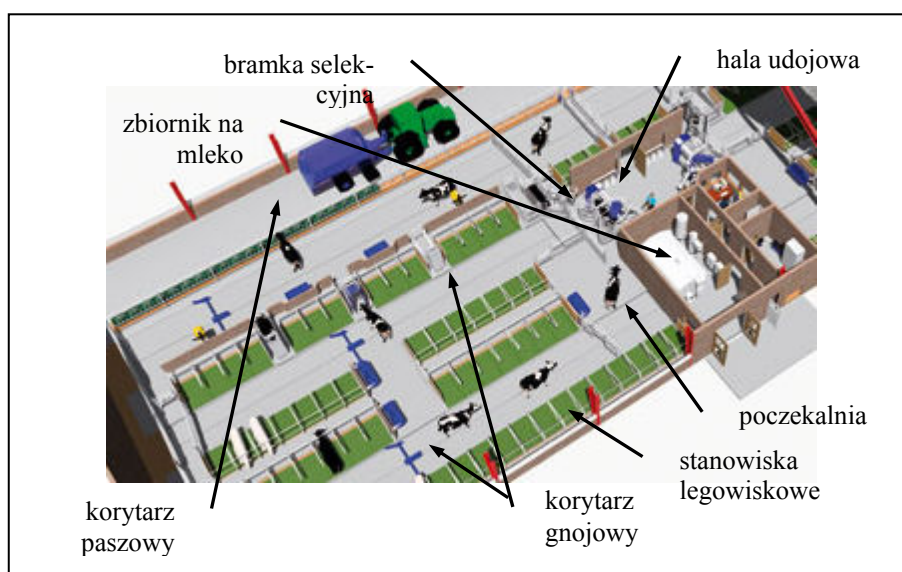 bramka selek-
cyjna
hala udojowa
zbiornik na
mleko
poczekalnia
stanowiska
legowiskowe
korytarz
paszowy
korytarz
gnojowy